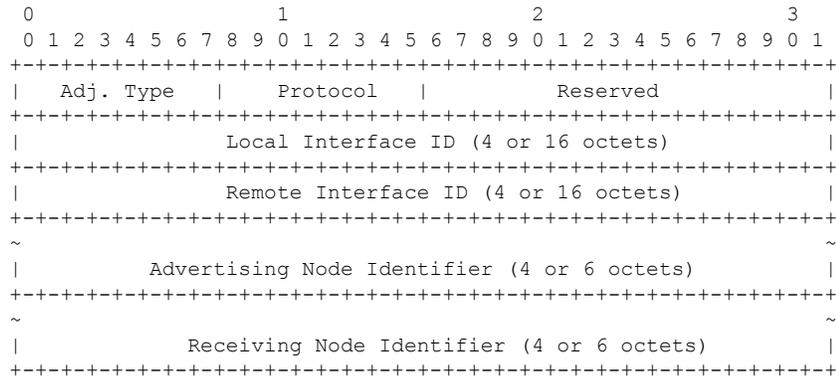 0                   1                   2                   3
 0 1 2 3 4 5 6 7 8 9 0 1 2 3 4 5 6 7 8 9 0 1 2 3 4 5 6 7 8 9 0 1
+-+-+-+-+-+-+-+-+-+-+-+-+-+-+-+-+-+-+-+-+-+-+-+-+-+-+-+-+-+-+-+-+
|   Adj. Type   |    Protocol   |          Reserved             |
+-+-+-+-+-+-+-+-+-+-+-+-+-+-+-+-+-+-+-+-+-+-+-+-+-+-+-+-+-+-+-+-+
|                Local Interface ID (4 or 16 octets)            |
+-+-+-+-+-+-+-+-+-+-+-+-+-+-+-+-+-+-+-+-+-+-+-+-+-+-+-+-+-+-+-+-+
|                Remote Interface ID (4 or 16 octets)           |
+-+-+-+-+-+-+-+-+-+-+-+-+-+-+-+-+-+-+-+-+-+-+-+-+-+-+-+-+-+-+-+-+
~                                                               ~
|          Advertising Node Identifier (4 or 6 octets)          |
+-+-+-+-+-+-+-+-+-+-+-+-+-+-+-+-+-+-+-+-+-+-+-+-+-+-+-+-+-+-+-+-+
~                                                               ~
|             Receiving Node Identifier (4 or 6 octets)         |
+-+-+-+-+-+-+-+-+-+-+-+-+-+-+-+-+-+-+-+-+-+-+-+-+-+-+-+-+-+-+-+-+